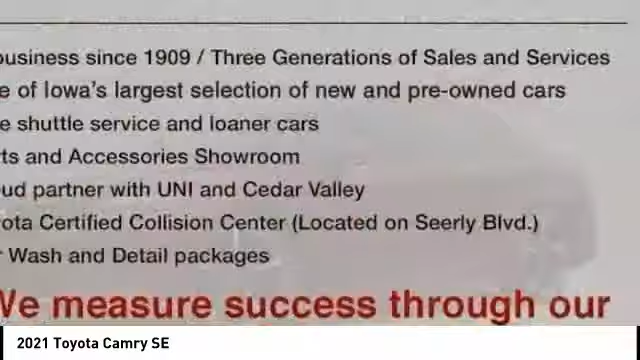 business since 1909 / Three Generations of Sales and Services
e of Iowa's largest selection of new and pre-owned cars
e shuttle service and loaner cars
ts and Accessories Showroom
ud partner with UNI and Cedar Valley
ota Certified Collision Center (Located on Seerly Blvd.)
r Wash and Detail packages
We measure success through our
2021 Toyota Camry SE